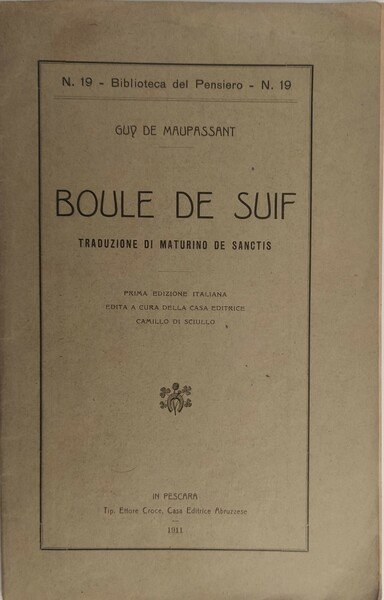 N. 19 - Biblioteca del Pensiero - N. 19
GUY DE MAUPASSANT
BOULE DE SUIF
TRADUZIONE DI MATURINO DE SANCTIS
PRIMA EDIZIONE ITALIANA
EDITA A CURA DELLA CASA EDITRICE
CAMILLO DI SCIULLO
IN PESCARA
Tip. Ettore Croce, Casa Editrice Abruzzese
1911